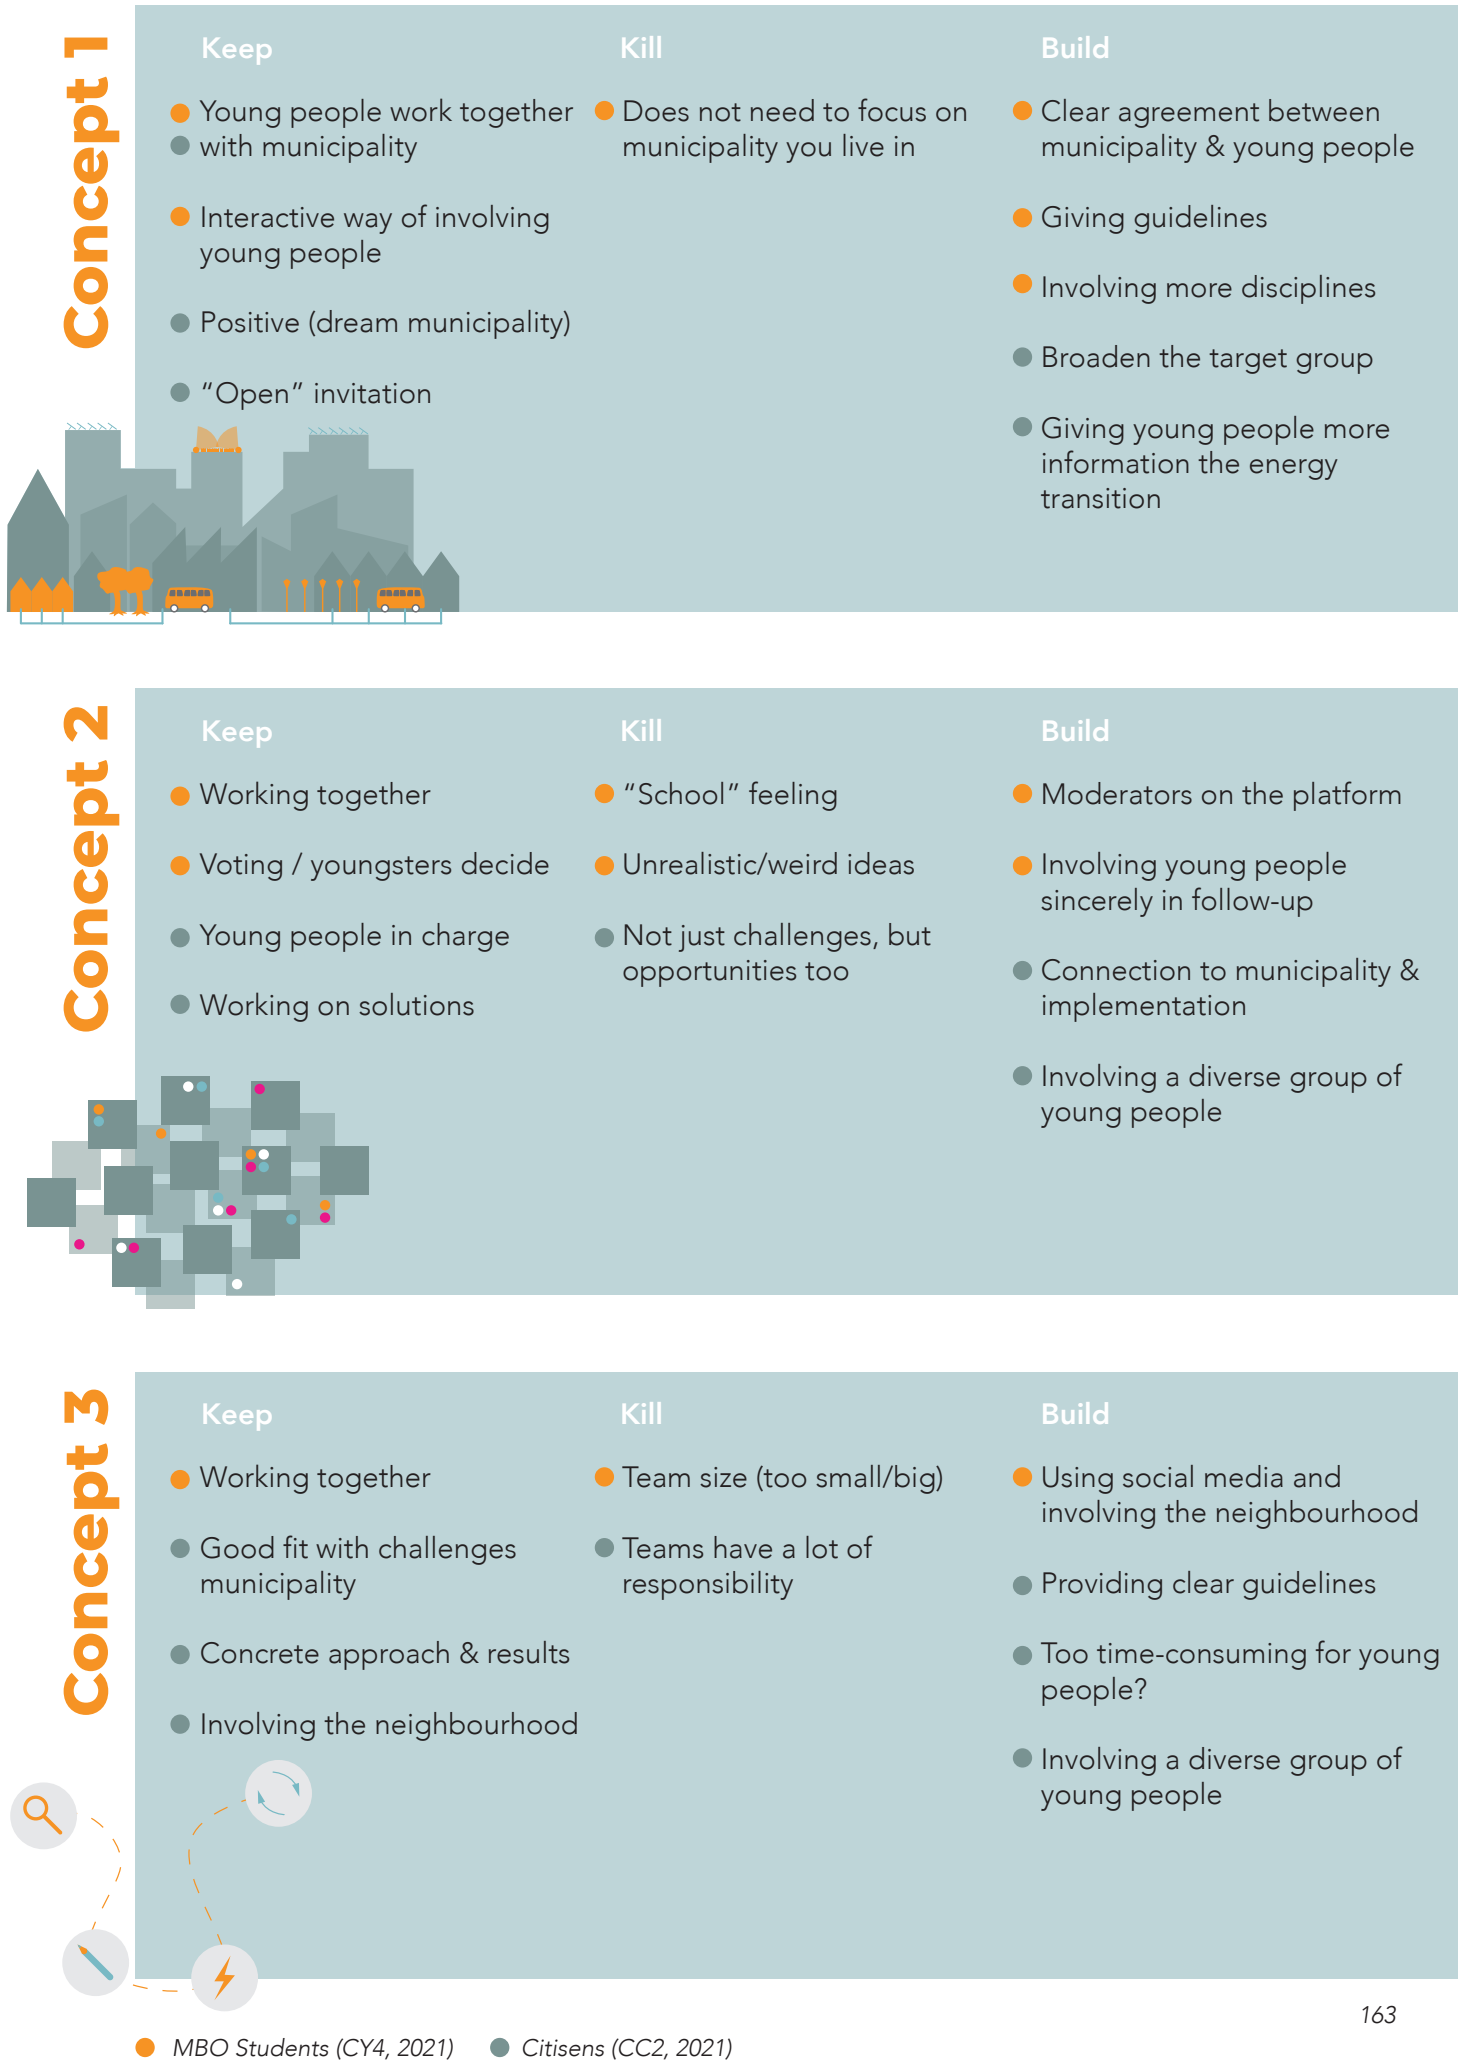 Concept 1
Keep
Young people work together
with municipality
Interactive way of involving
young people
Positive (dream municipality)
“Open” invitation
Kill
Does not need to focus on
municipality you live in
Build
Clear agreement between
municipality & young people
Giving guidelines
Involving more disciplines
Broaden the target group
Giving young people more
information the energy
transition
Concept 2
Keep
Working together
Voting / youngsters decide
Young people in charge
Working on solutions
Kill
“School” feeling
Unrealistic/weird ideas
Not just challenges, but
opportunities too
Build
Moderators on the platform
Involving young people
sincerely in follow-up
Connection to municipality &
implementation
Involving a diverse group of
young people
Concept 3
Keep
Working together
Good fit with challenges
municipality
Concrete approach & results
Involving the neighbourhood
Kill
Team size (too small/big)
Teams have a lot of
responsibility
Build
Using social media and
involving the neighbourhood
Providing clear guidelines
Too time-consuming for young
people?
Involving a diverse group of
young people
163
MBO Students (CY4, 2021)
Citisens (CC2, 2021)